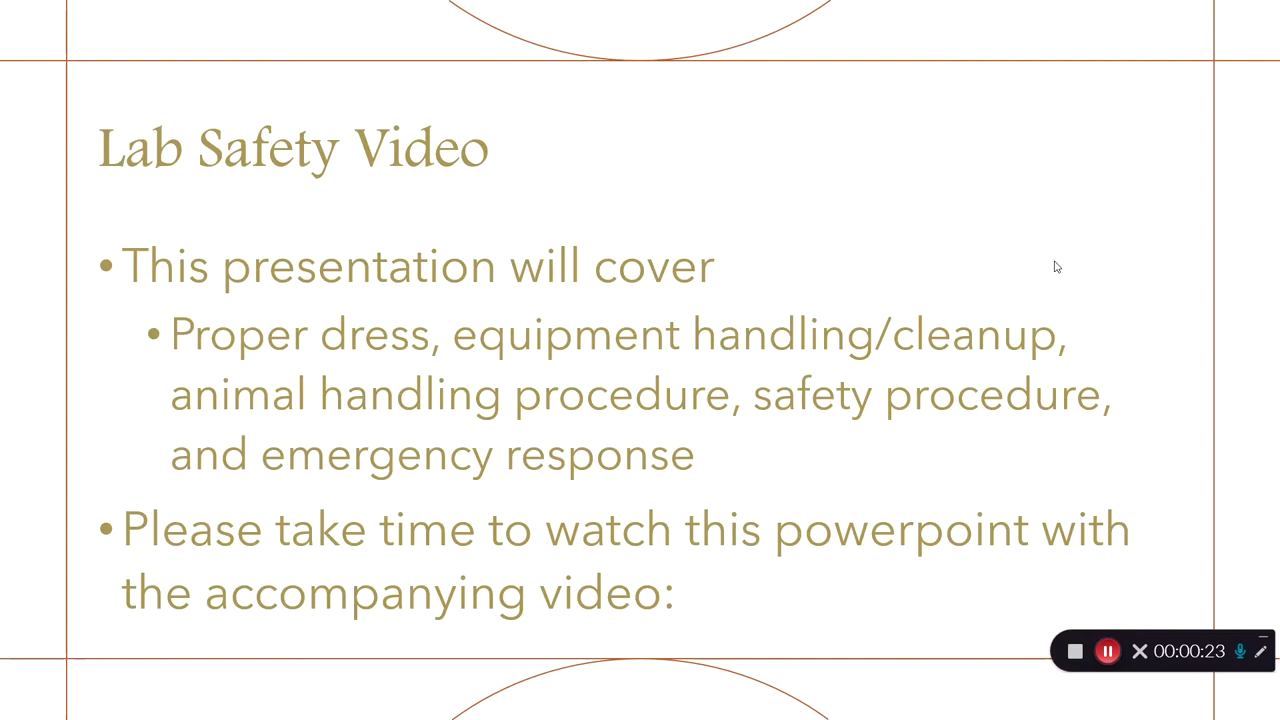 Lab Safety Video
• This presentation will cover
• Proper dress, equipment handling/cleanup,
animal handling procedure, safety procedure,
and emergency response
• Please take time to watch this powerpoint with
the accompanying video:
00:00:23